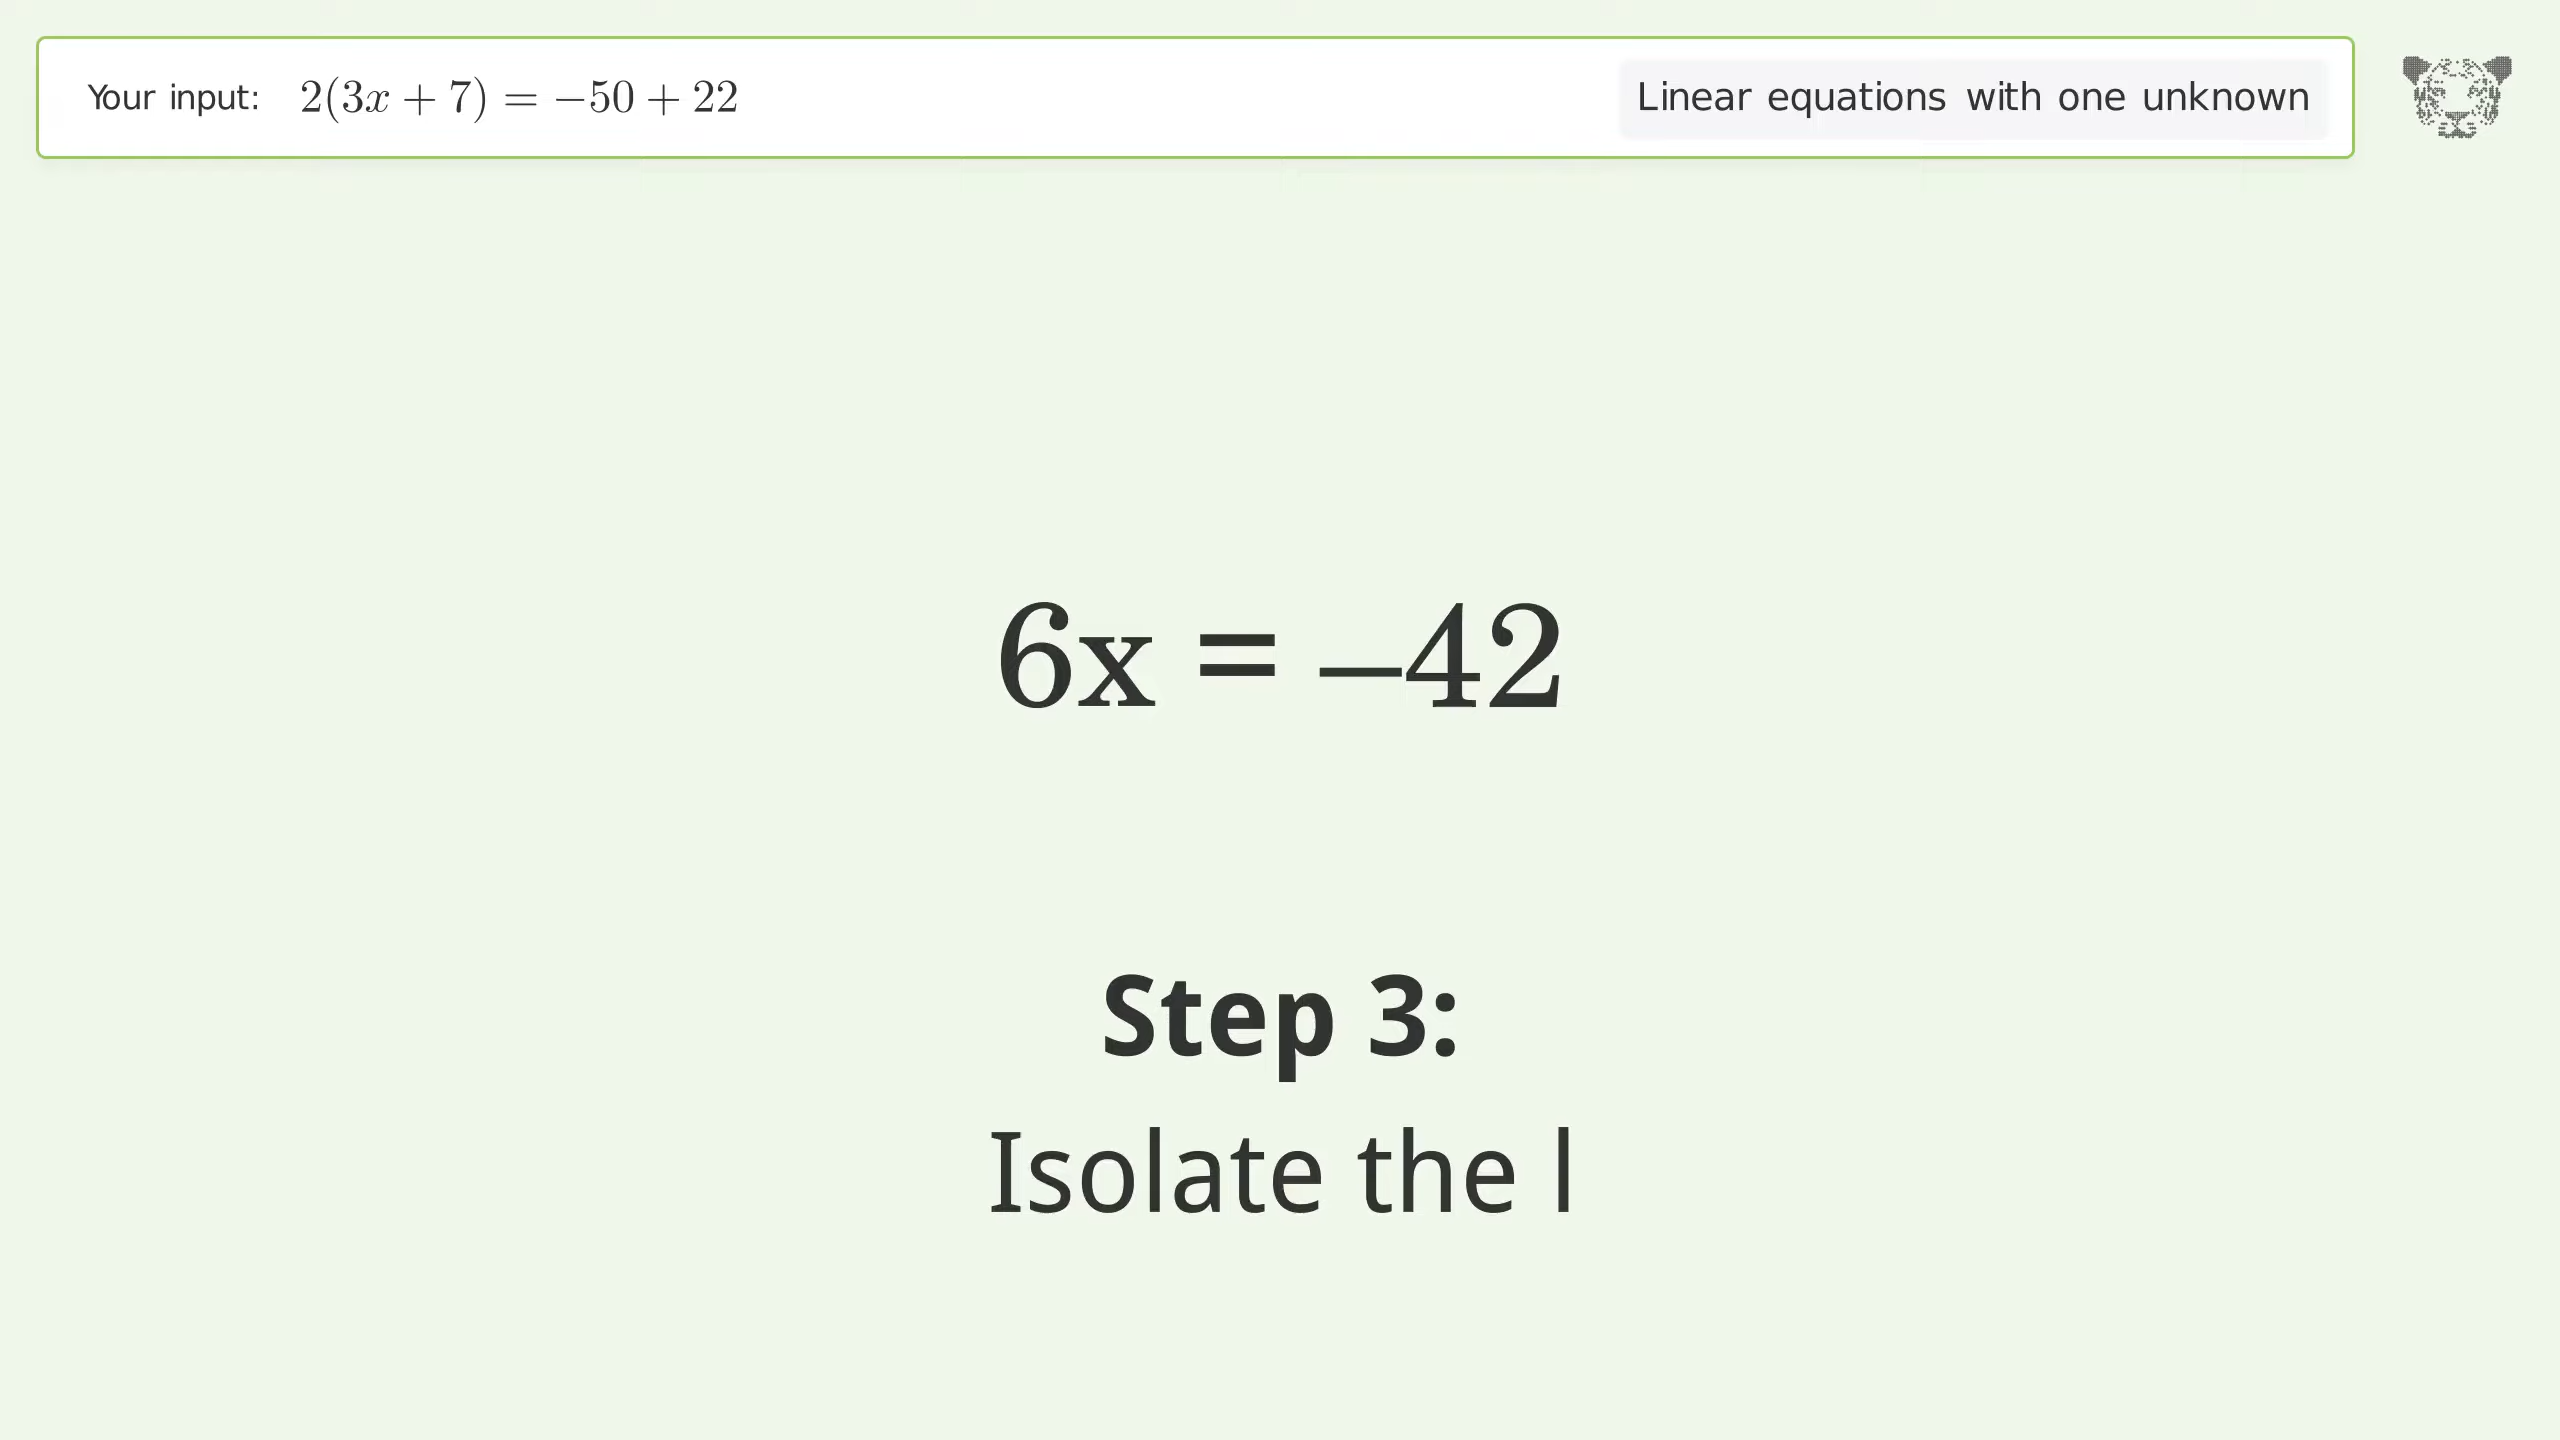 Your input: 2(3x + 7) = −50 + 22
Linear equations with one unknown
6x = −42
Step 3:
Isolate the l